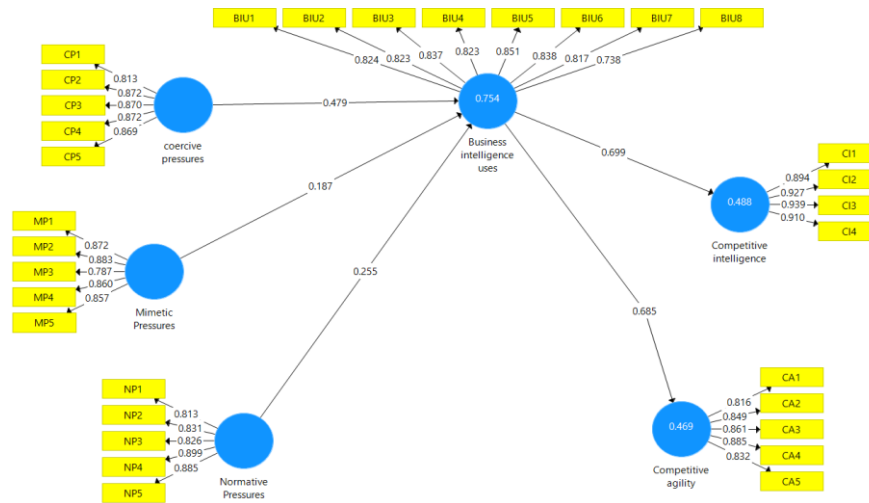 BIU1
BIU2
BIU3
BIU4
BIU5
BIU6
BIU7
BIU8
0.824
0.823
0.837
0.823
0.851
0.838
0.817
0.738
CP1
CP2
CP3
CP4
CP5
0.813
0.872
0.870
0.872
0.869
coercive
pressures
0.479
0.754
Business
intelligence
uses
MP1
MP2
MP3
MP4
MP5
0.872
0.883
0.787
0.860
0.857
Mimetic
Pressures
0.187
NP1
NP2
NP3
NP4
NP5
0.813
0.831
0.826
0.899
0.885
Normative
Pressures
0.255
0.699
0.488
Competitive
intelligence
0.894
0.927
0.939
0.910
CI1
CI2
CI3
CI4
0.685
0.469
Competitive
agility
0.816
0.849
0.861
0.885
0.832
CA1
CA2
CA3
CA4
CA5